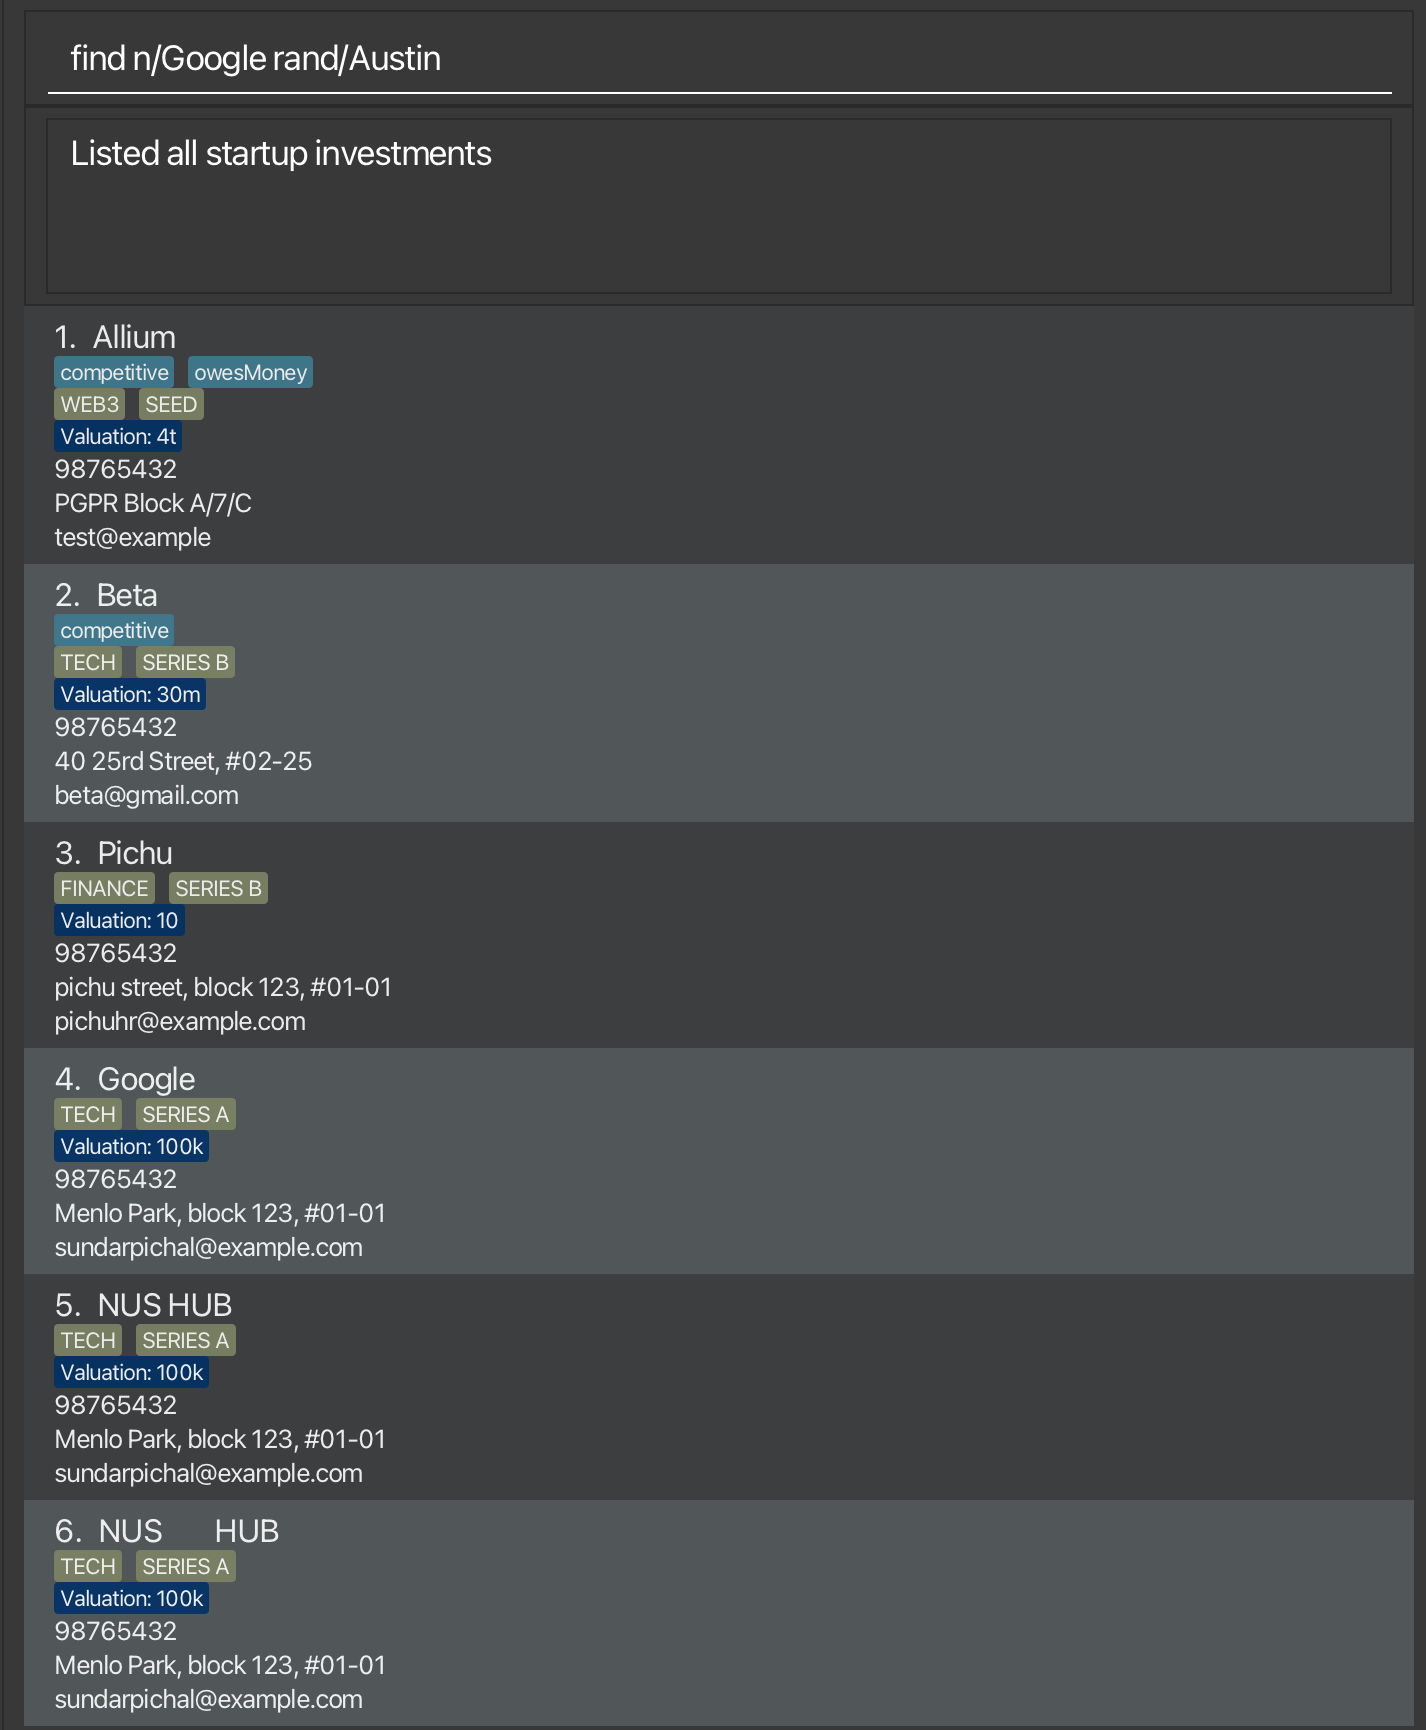 find n/Google rand/Austin
Listed all startup investments
1. Allium
competitive owesMoney
WEB3 SEED
Valuation: 4t
98765432
PGPR Block A/7/C
test@example
2. Beta
competitive
TECH SERIES B
Valuation: 30m
98765432
40 25rd Street, #02-25
beta@gmail.com
3. Pichu
FINANCE SERIES B
Valuation: 10
98765432
pichu street, block 123, #01-01
pichuhr@example.com
4. Google
TECH SERIES A
Valuation: 100k
98765432
Menlo Park, block 123, #01-01
sundarpichal@example.com
5. NUS HUB
TECH SERIES A
Valuation: 100k
98765432
Menlo Park, block 123, #01-01
sundarpichal@example.com
6. NUS      HUB
TECH SERIES A
Valuation: 100k
98765432
Menlo Park, block 123, #01-01
sundarpichal@example.com